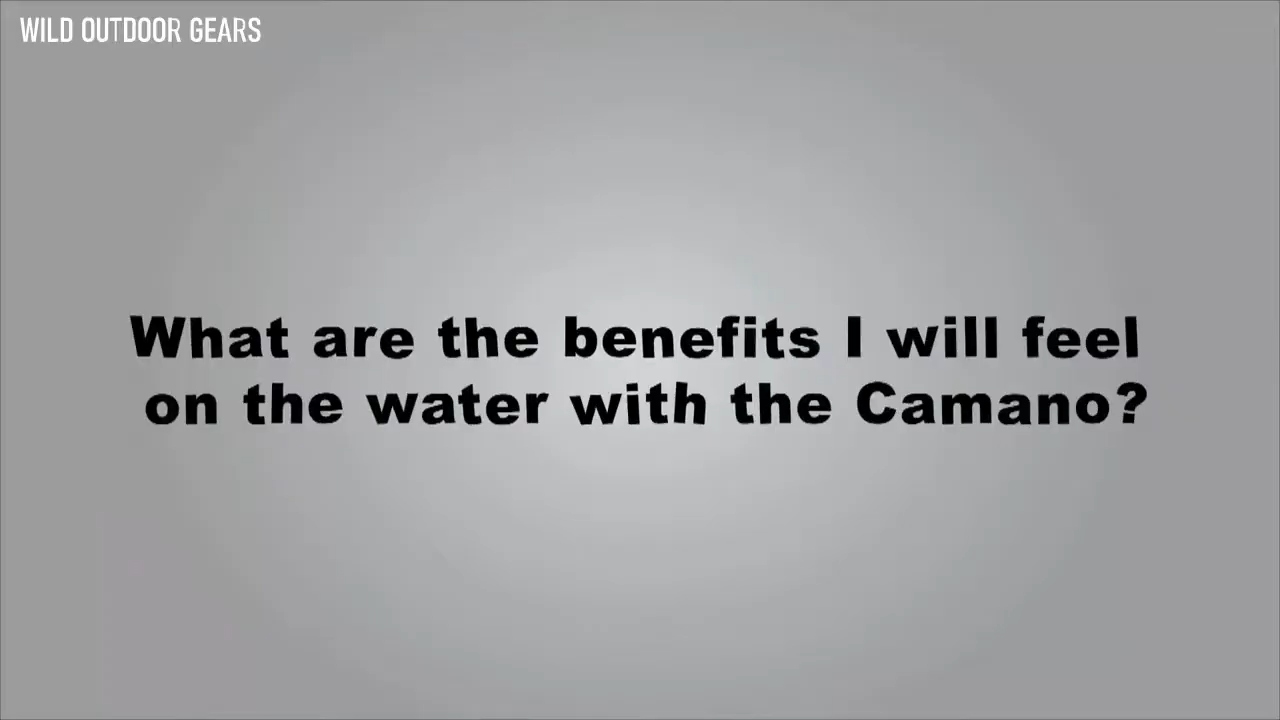 WILD OUTDOOR GEARS
What are the benefits I will feel
on the water with the Camano?